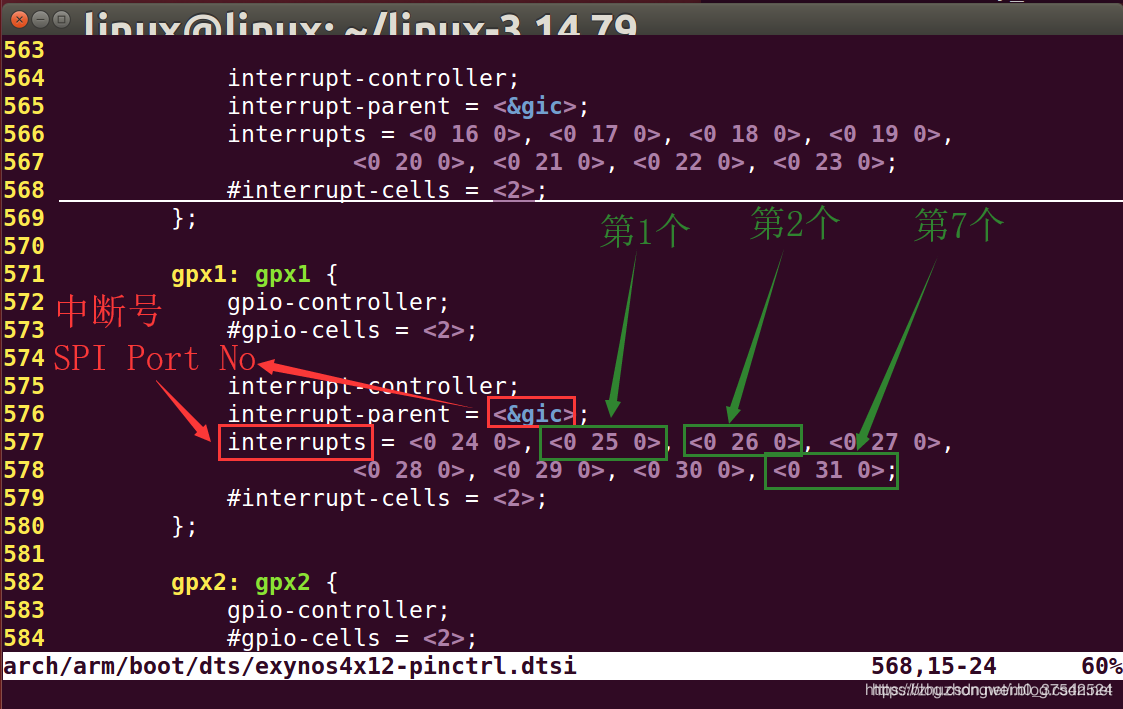 linux@linux: ~/linux-3.14.79
563
564 interrupt-controller;
565 interrupt-parent = <&gic>;
566 interrupts = <0 16 0>, <0 17 0>, <0 18 0>, <0 19 0>,
567 <0 20 0>, <0 21 0>, <0 22 0>, <0 23 0>;
568 #interrupt-cells = <2>;
569 };
第1个 第2个 第7个
570
571 gpx1: gpx1 {
572 gpio-controller;
中断号
573 #gpio-cells = <2>;
574
SPI Port No
575 interrupt-controller;
576 interrupt-parent = <&gic>;
577 interrupts = <0 24 0>, <0 25 0>, <0 26 0>, <0 27 0>,
578 <0 28 0>, <0 29 0>, <0 30 0>, <0 31 0>;
579 #interrupt-cells = <2>;
580 };
581
582 gpx2: gpx2 {
583 gpio-controller;
584 #gpio-cells = <2>;
arch/arm/boot/dts/exynos4x12-pinctrl.dtsi 568,15-24 60%